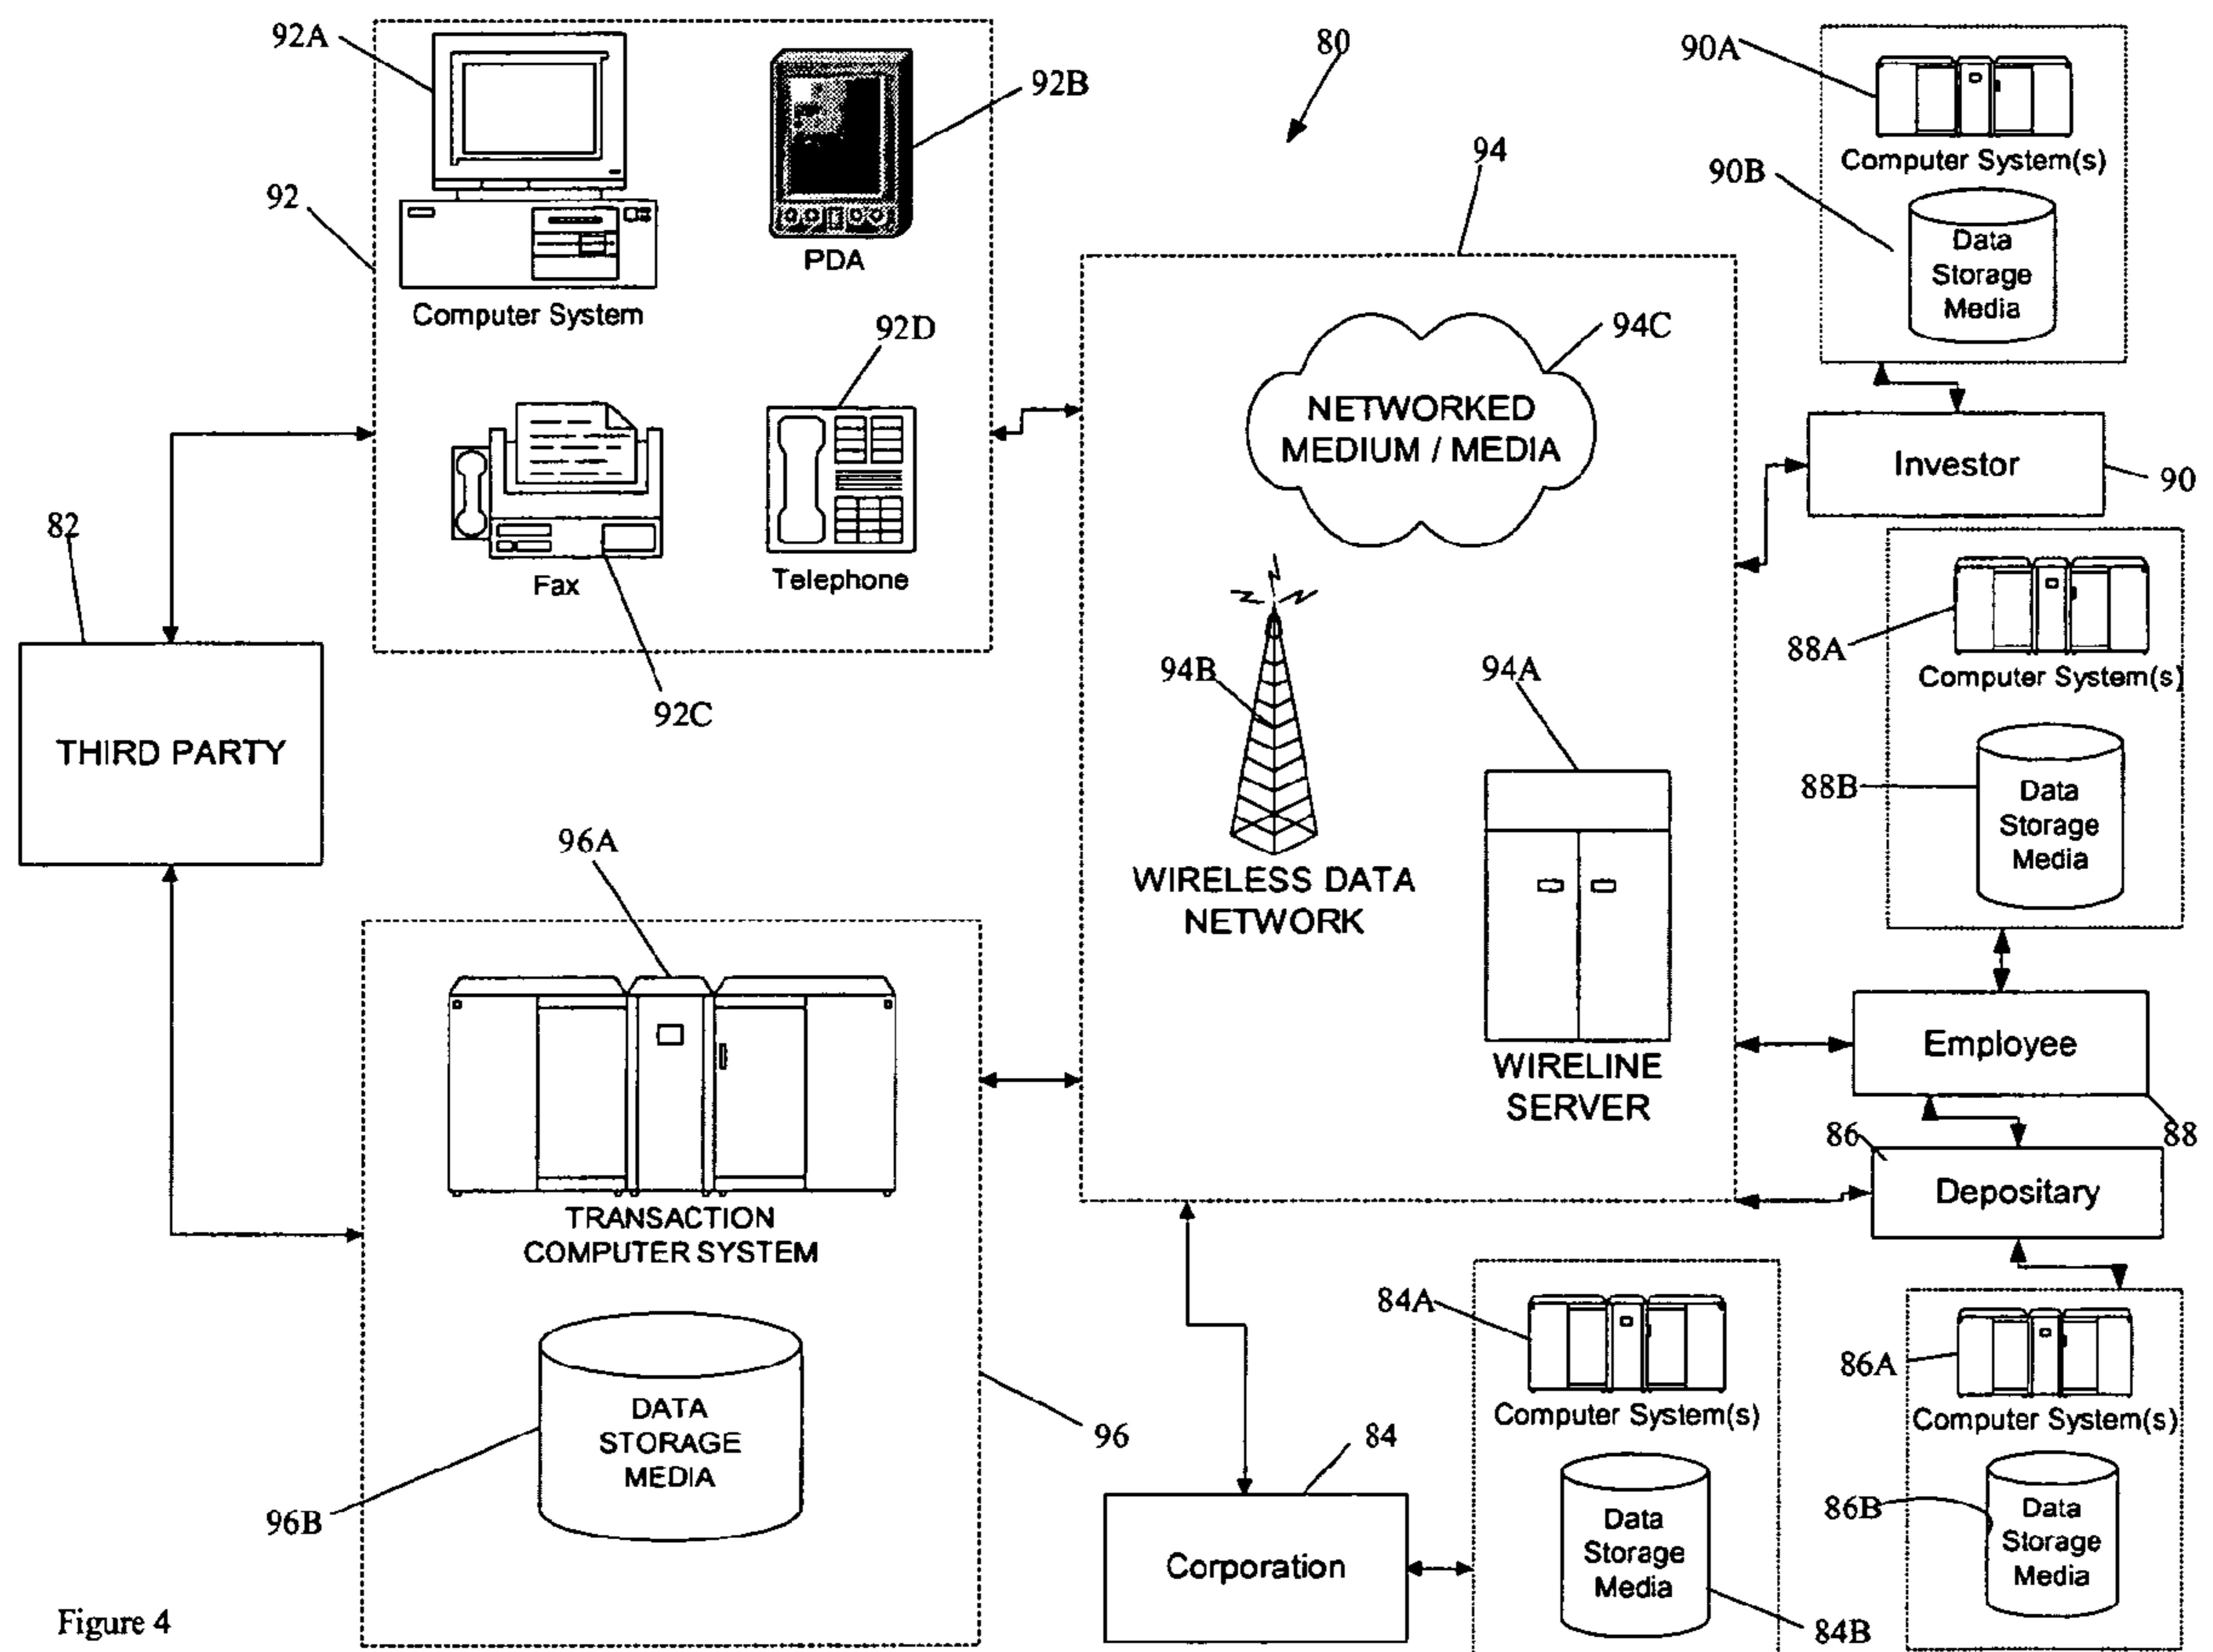 92A
92B
92
Computer System
PDA
92D
Fax
Telephone
92C
82
THIRD PARTY
80
94
94C
NETWORKED
MEDIUM / MEDIA
94B
94A
WIRELESS DATA
NETWORK
WIRELINE
SERVER
90A
Computer System(s)
90B
Data
Storage
Media
Investor
90
88A
Computer System(s)
88B
Data
Storage
Media
Employee
88
86
Depositary
96A
TRANSACTION
COMPUTER SYSTEM
DATA
STORAGE
MEDIA
96
96B
84
Corporation
84A
Computer System(s)
Data
Storage
Media
84B
86A
Computer System(s)
86B
Data
Storage
Media
Figure 4